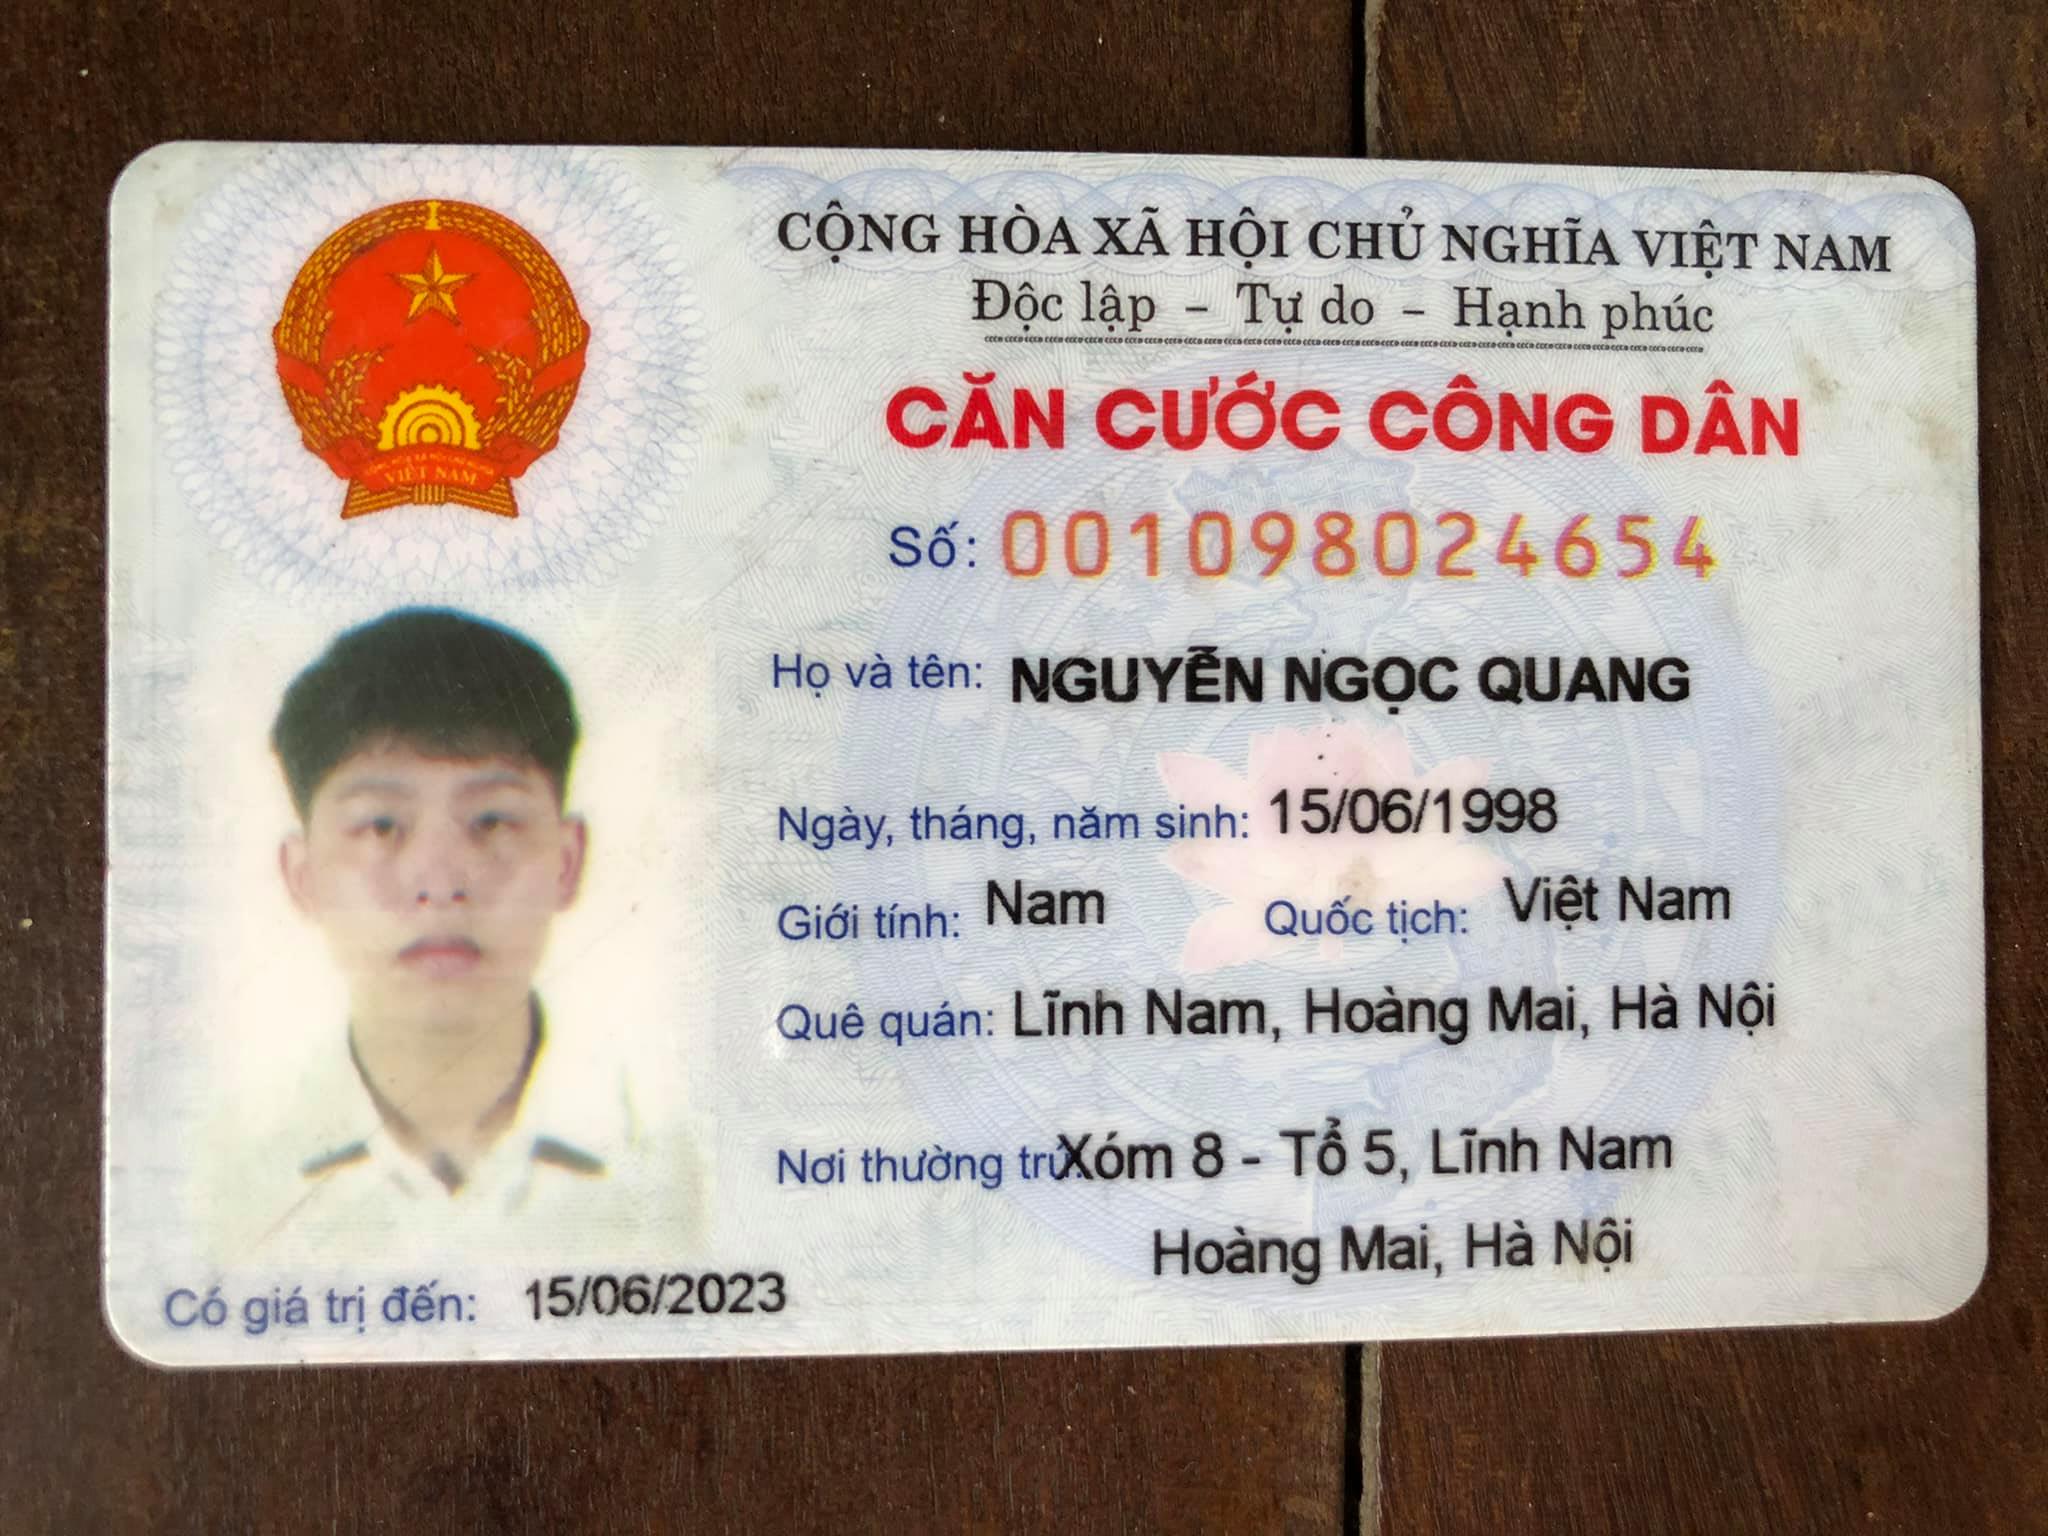 CỘNG HÒA XÃ HỘI CHỦ NGHĨA VIỆT NAM
Độc lập - Tự do - Hạnh phúc
CĂN CƯỚC CÔNG DÂN
Số: 001098024654
Họ và tên: NGUYỄN NGỌC QUANG
Ngày, tháng, năm sinh: 15/06/1998
Giới tính: Nam Quốc tịch: Việt Nam
Quê quán: Lĩnh Nam, Hoàng Mai, Hà Nội
Nơi thường trú: Xóm 8 - Tổ 5, Lĩnh Nam
Hoàng Mai, Hà Nội
Có giá trị đến: 15/06/2023
VIỆT NAM